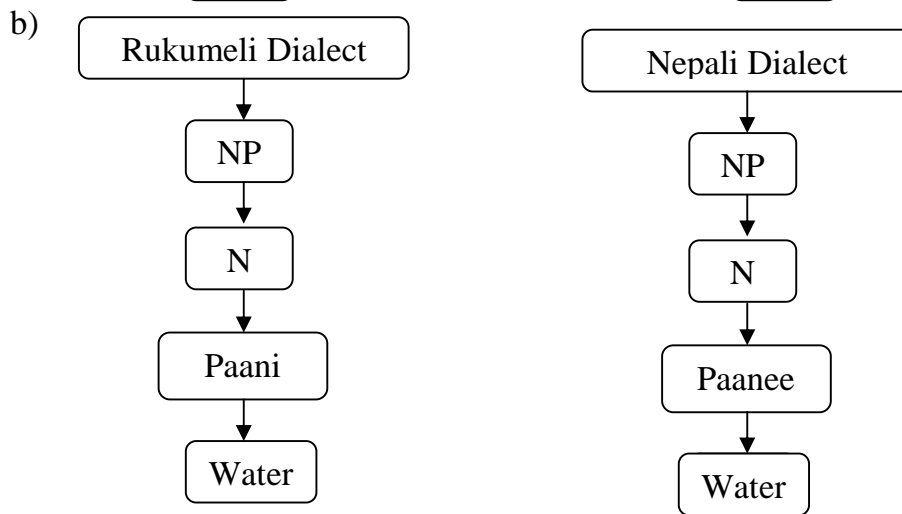 b)
Rukumeli Dialect
NP
N
Paani
Water
Nepali Dialect
NP
N
Paanee
Water